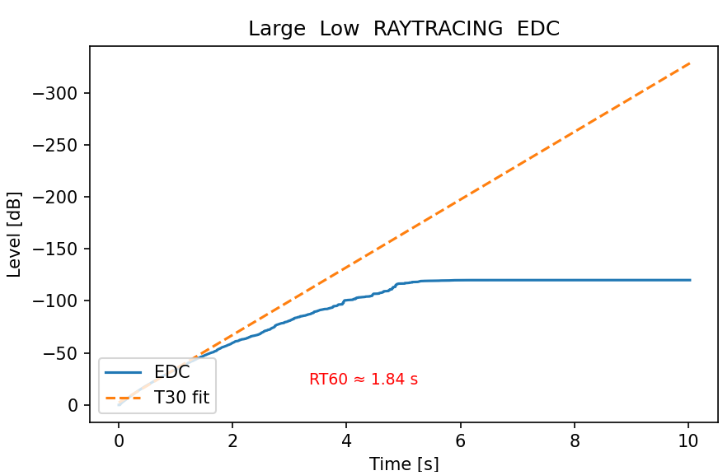 Large  Low  RAYTRACING  EDC
Level [dB]
−300
−250
−200
−150
−100
−50
0
EDC
T30 fit
RT60 ≈ 1.84 s
0 2 4 6 8 10
Time [s]